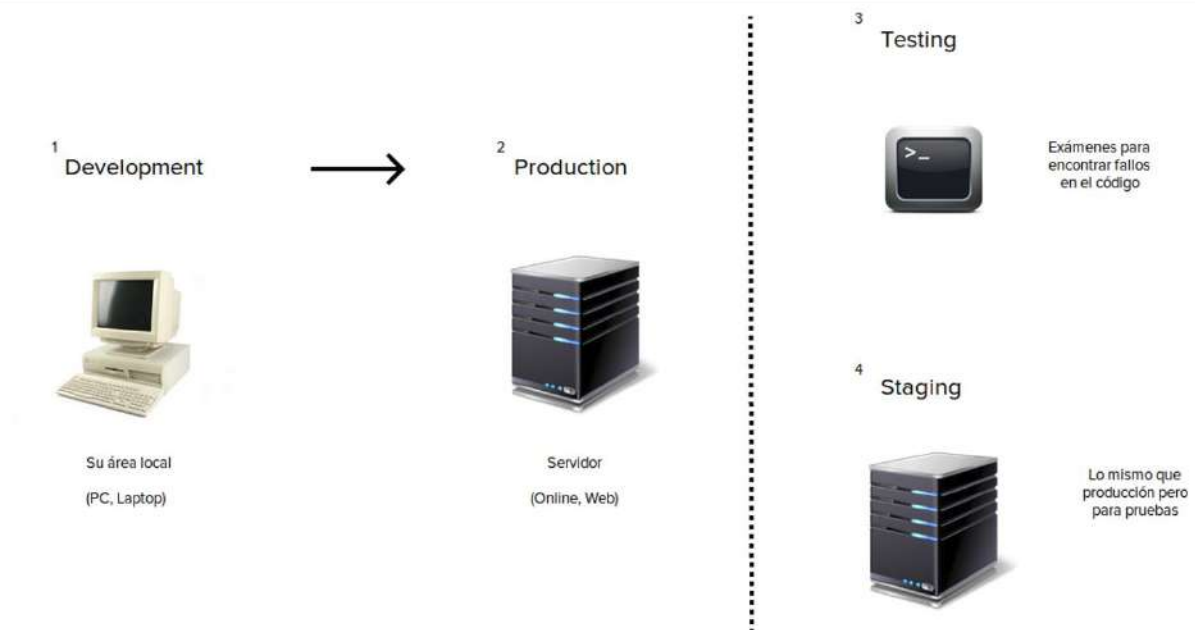 1
Development
Su área local
(PC, Laptop)
2
Production
Servidor
(Online, Web)
3
Testing
>_
Exámenes para
encontrar fallos
en el código
4
Staging
Lo mismo que
producción pero
para pruebas